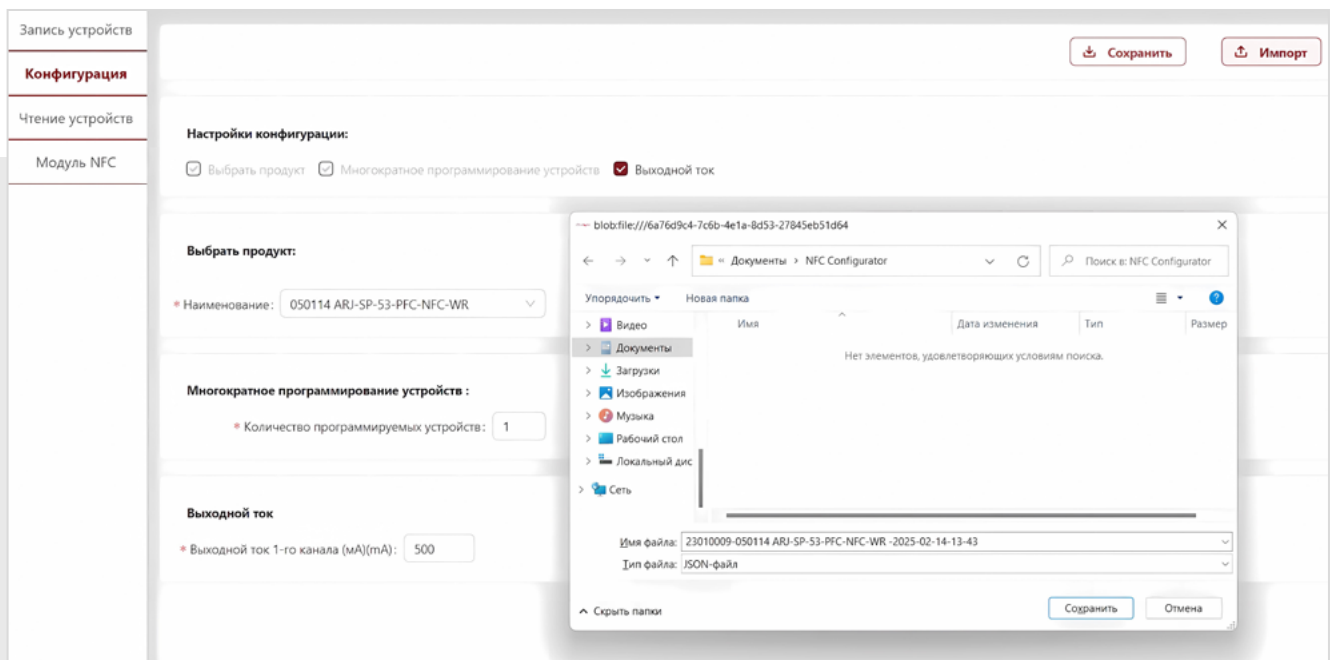 Запись устройств
Конфигурация
Чтение устройств
Модуль NFC
Сохранить
Импорт
Настройки конфигурации:
Выбрать продукт
Многократное программирование устройств
Выходной ток
Выбрать продукт:
* Наименование: 050114 ARJ-SP-53-PFC-NFC-WR
Многократное программирование устройств :
* Количество программируемых устройств: 1
Выходной ток
* Выходной ток 1-го канала (мА)(mA): 500
blob:file:///6a76d9c4-7c6b-4e1a-8d53-27845eb51d64
« Документы > NFC Configurator
Поиск в: NFC Configurator
Упорядочить
Новая папка
Видео
Документы
Загрузки
Изображения
Музыка
Рабочий стол
Локальный дис
Сеть
Имя
Дата изменения
Тип
Размер
Нет элементов, удовлетворяющих условиям поиска.
Имя файла: 23010009-050114 ARJ-SP-53-PFC-NFC-WR -2025-02-14-13-43
Тип файла: JSON-файл
Скрыть папки
Сохранить
Отмена